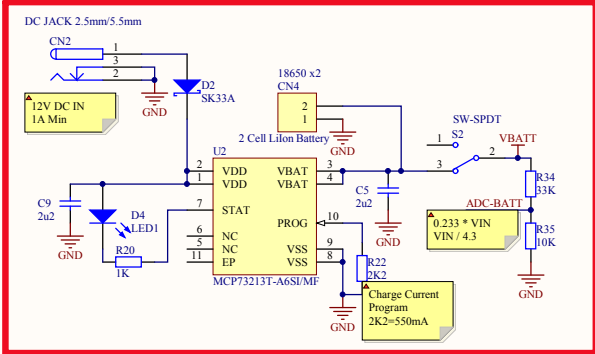 DC JACK 2.5mm/5.5mm
CN2
1
3
2
GND
D2
SK33A
12V DC IN
1A Min
18650 x2
CN4
2
1
GND
2 Cell LiIon Battery
SW-SPDT
S2
1
2
3
VBATT
R34
33K
ADC-BATT
0.233 * VIN
VIN / 4.3
R35
10K
GND
U2
2 VDD
1 VDD
7 STAT
6 NC
5 NC
11 EP
VBAT 3
VBAT 4
PROG 10
VSS 9
VSS 8
MCP73213T-A6SI/MF
C9
2u2
GND
D4
LED1
R20
1K
C5
2u2
GND
R22
2K2
GND
Charge Current
Program
2K2=550mA